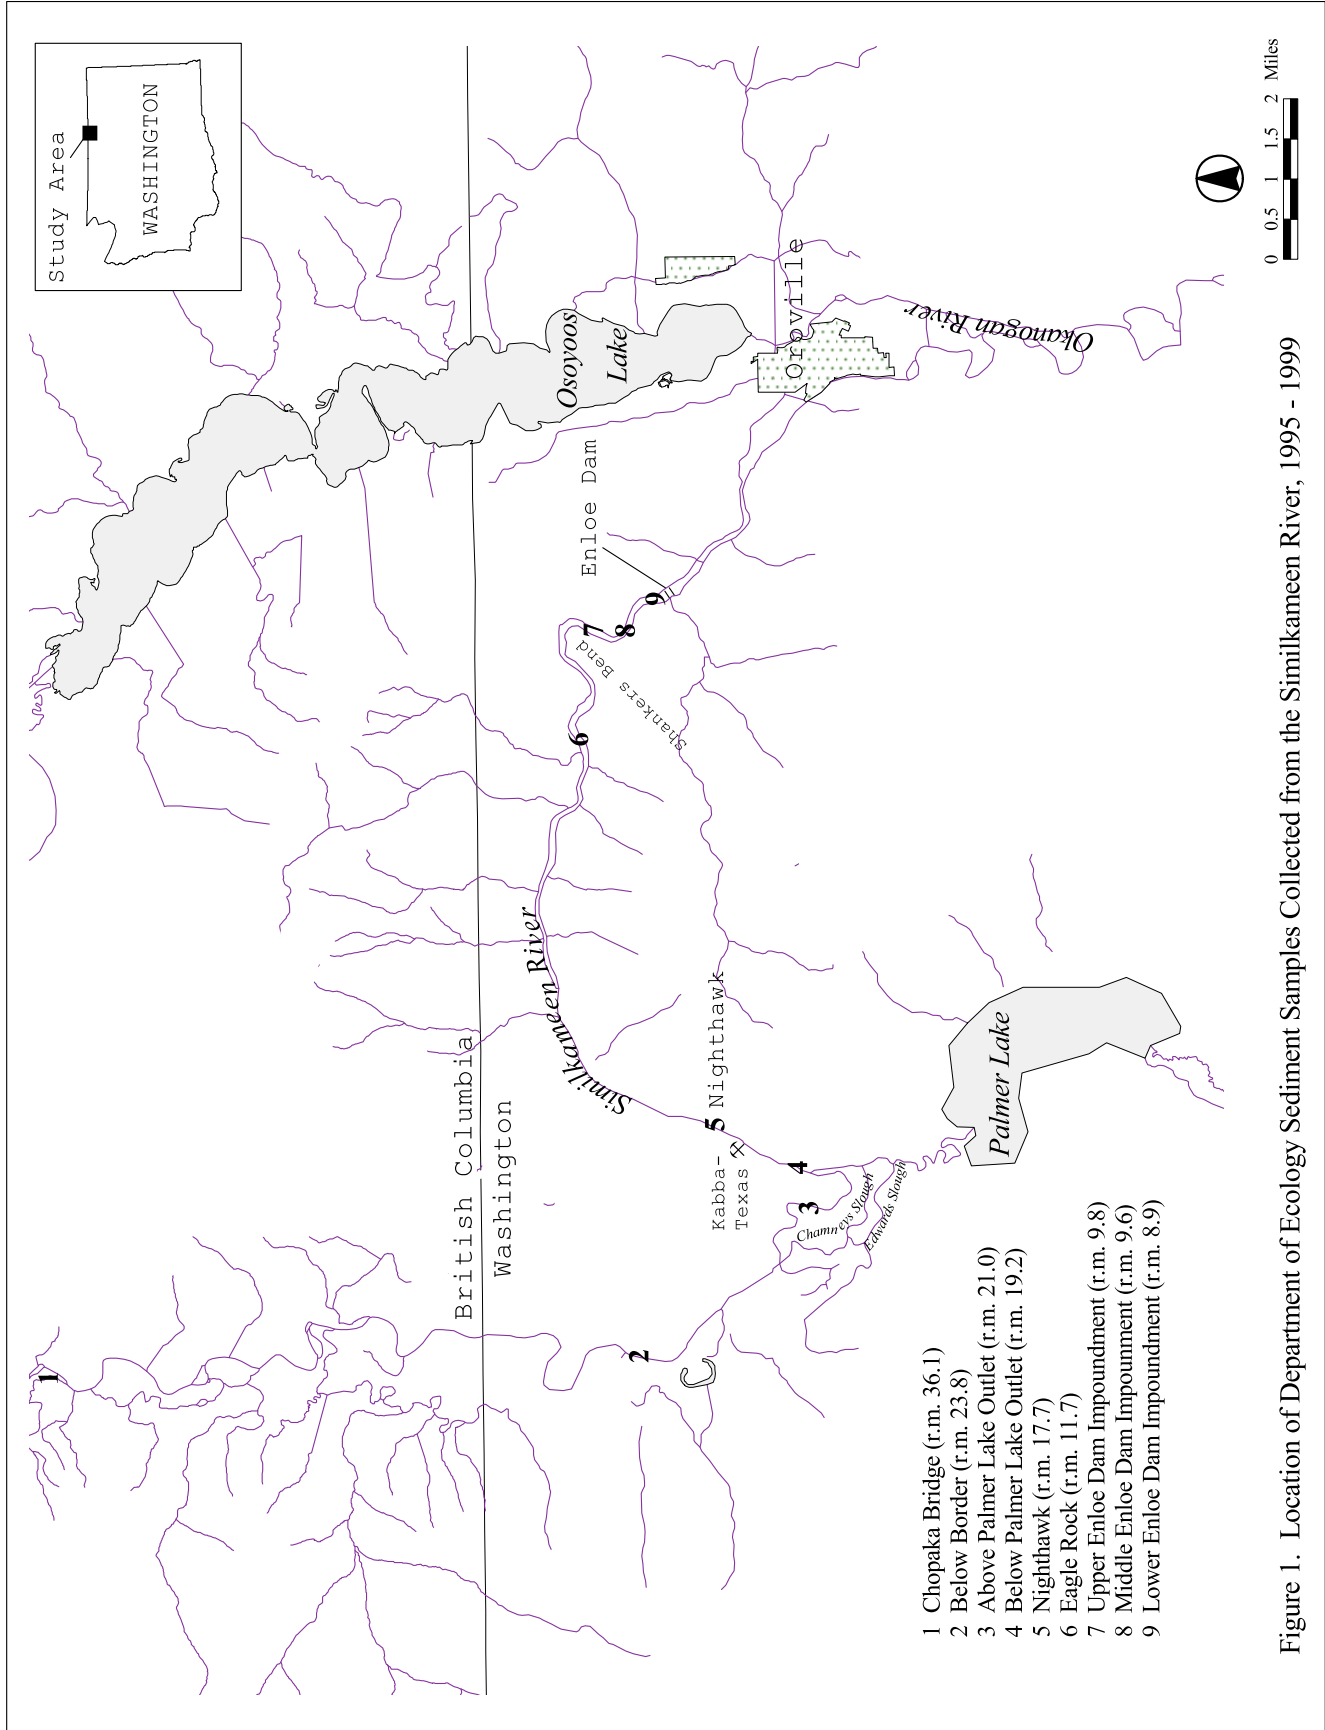 Study Area
WASHINGTON
British Columbia
Washington
Osoyoos
Lake
Enloe Dam
Oroville
Okanogan River
Similkameen River
Shankers Bend
Nighthawk
Kabba-
Texas
Chamneys Slough
Edwards Slough
Palmer Lake
1
2
3
4
5
6
7
8
9
1 Chopaka Bridge (r.m. 36.1)
2 Below Border (r.m. 23.8)
3 Above Palmer Lake Outlet (r.m. 21.0)
4 Below Palmer Lake Outlet (r.m. 19.2)
5 Nighthawk (r.m. 17.7)
6 Eagle Rock (r.m. 11.7)
7 Upper Enloe Dam Impoundment (r.m. 9.8)
8 Middle Enloe Dam Impounment (r.m. 9.6)
9 Lower Enloe Dam Impoundment (r.m. 8.9)
0 0.5 1 1.5 2 Miles
Figure 1. Location of Department of Ecology Sediment Samples Collected from the Similkameen River, 1995 - 1999